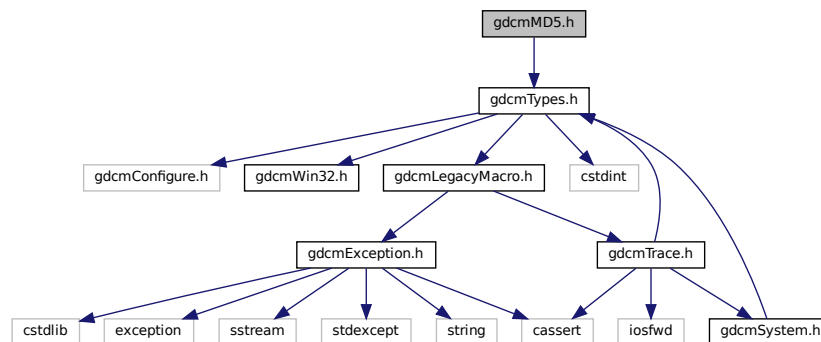 gdcmMD5.h
gdcmTypes.h
gdcmConfigure.h
gdcmWin32.h
gdcmLegacyMacro.h
cstdint
gdcmException.h
gdcmTrace.h
cstdlib
exception
sstream
stdexcept
string
cassert
iosfwd
gdcmSystem.h